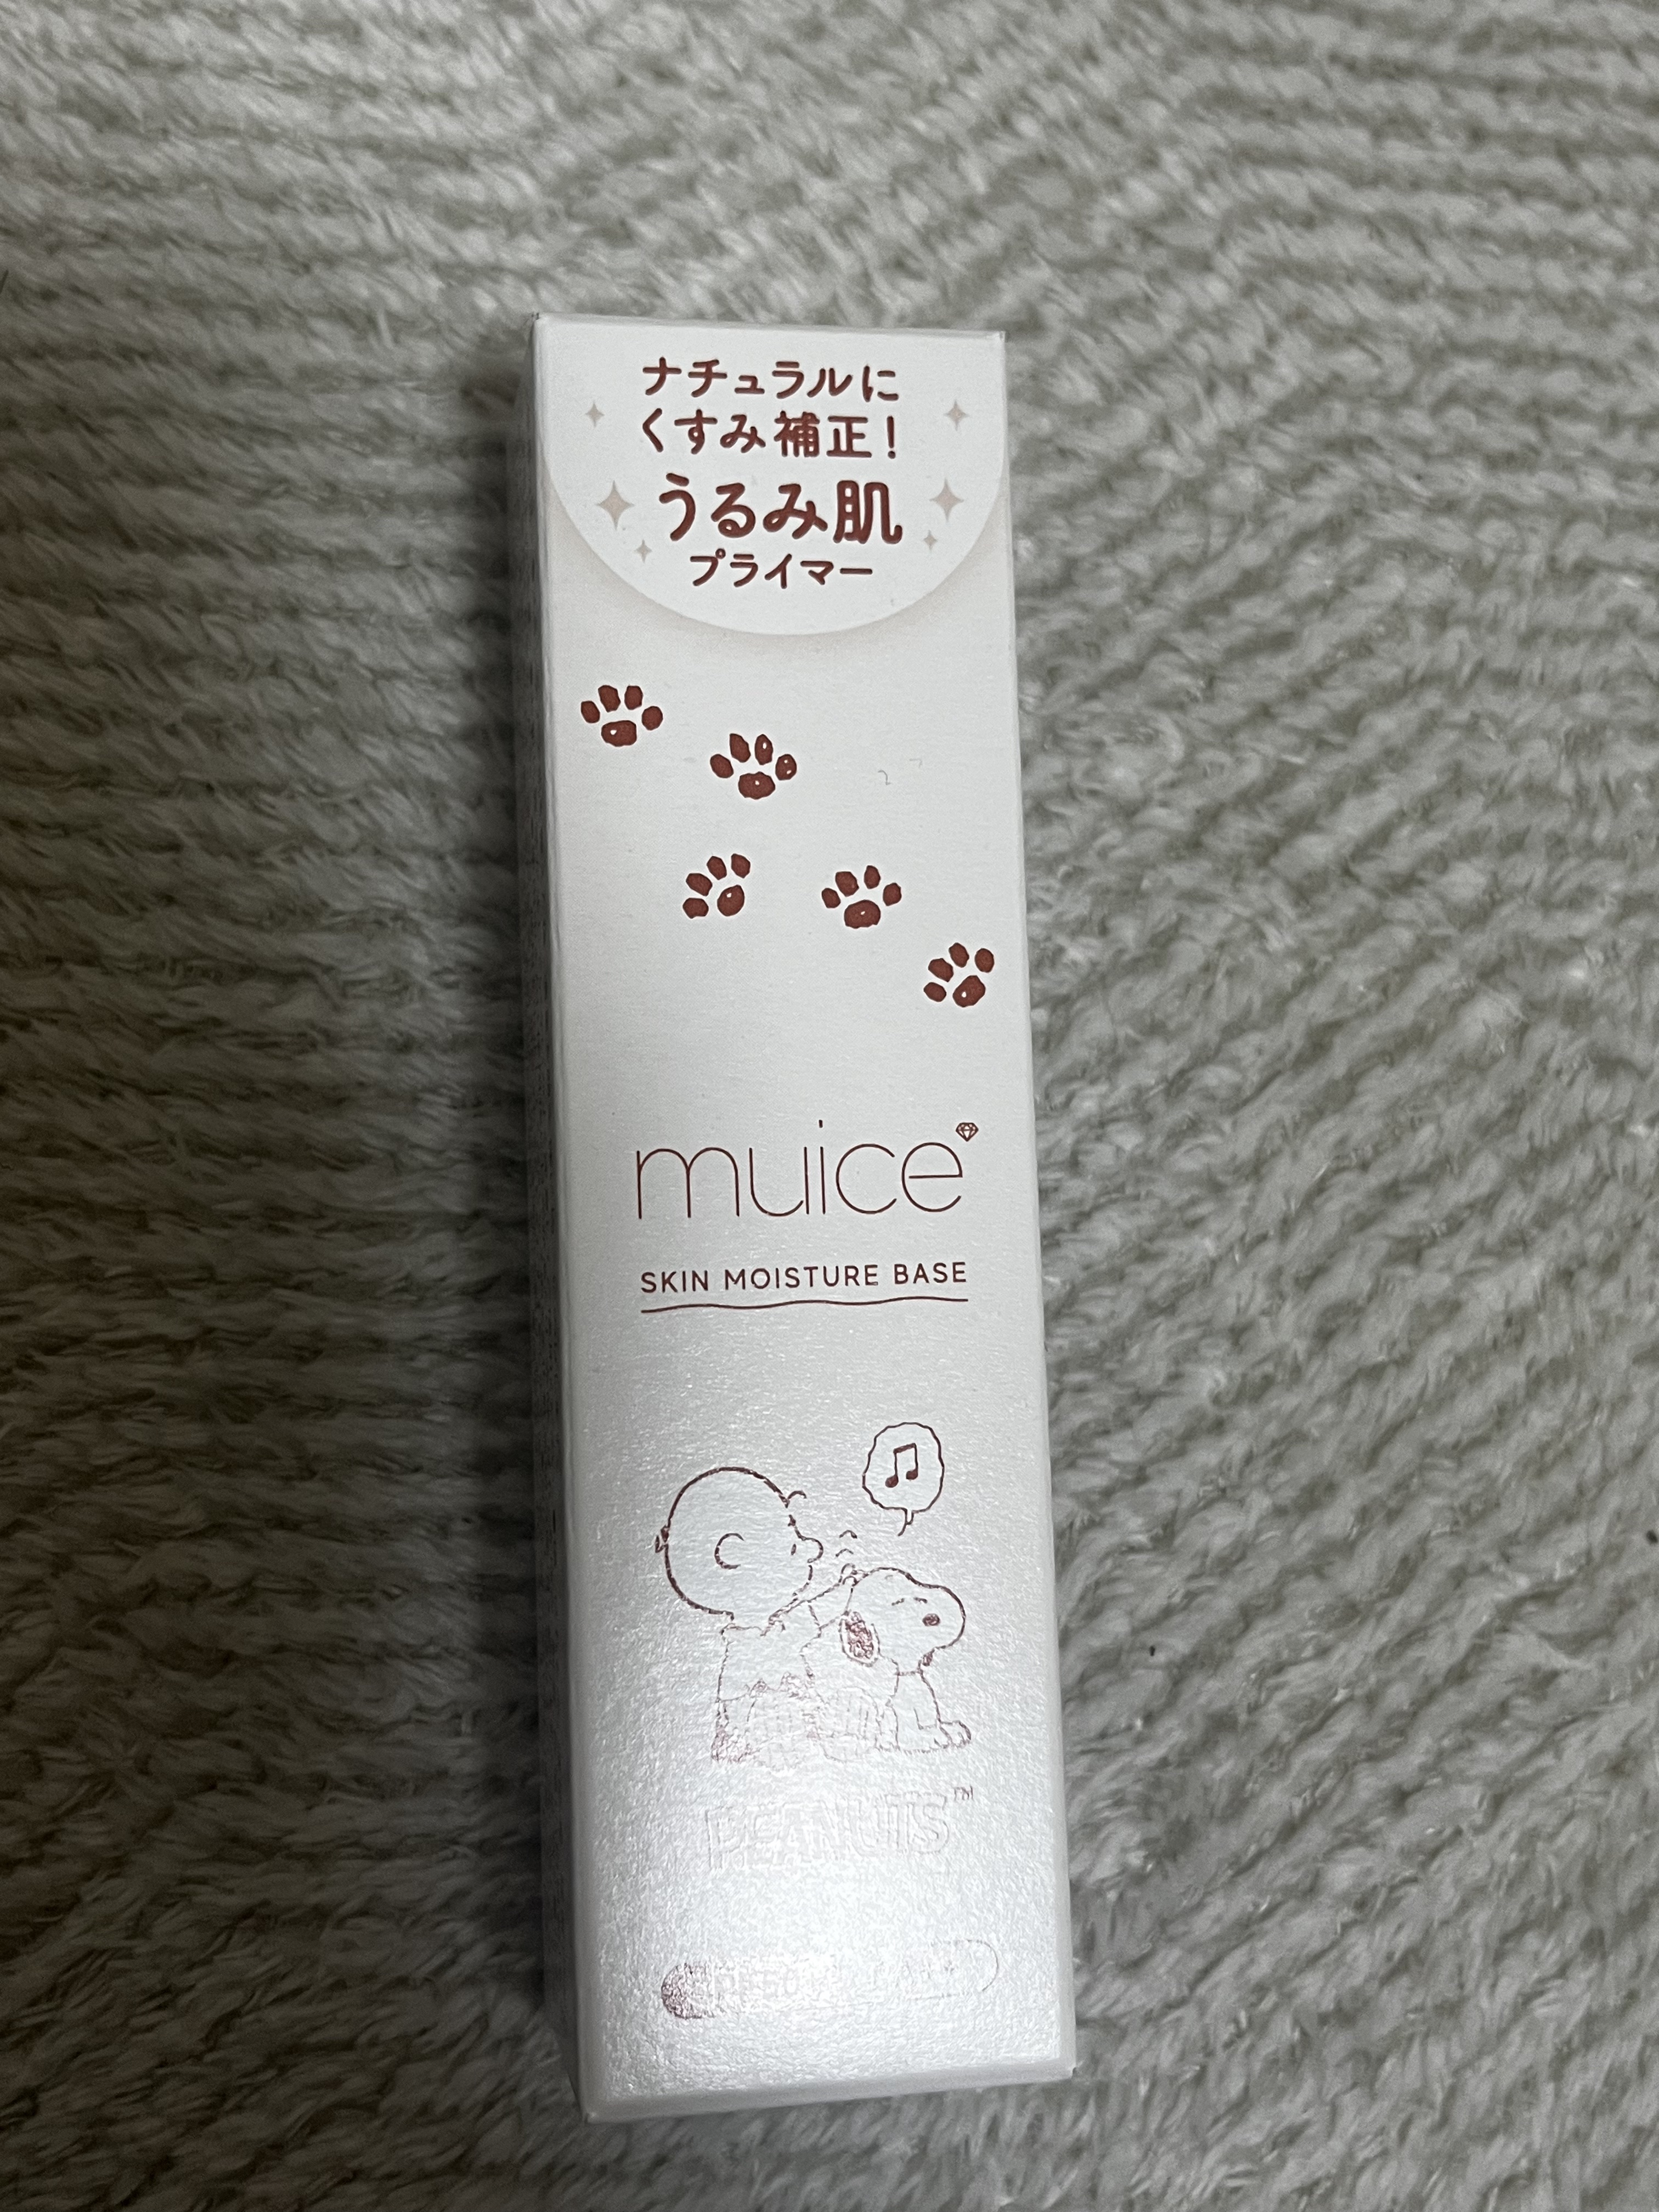 ナチュラルに
くすみ補正!
うるみ肌
プライマー
muice
SKIN MOISTURE BASE
PEANUTS™